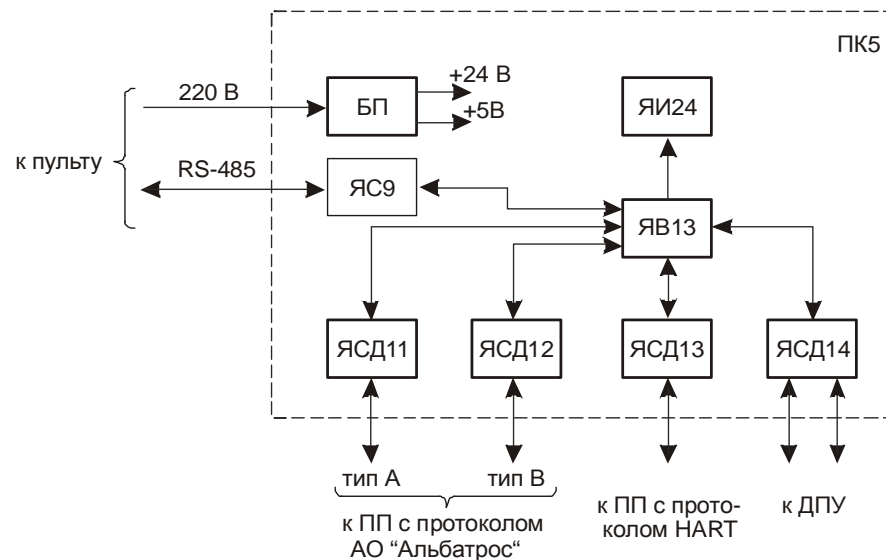 ПК5
+24 В
220 В
БП
+5В
ЯИ24
к пульту
RS-485
ЯС9
ЯВ13
ЯСД11
ЯСД12
ЯСД13
ЯСД14
тип А
тип В
к ПП с протоколом
АО “Альбатрос“
к ПП с прото-
колом HART
к ДПУ